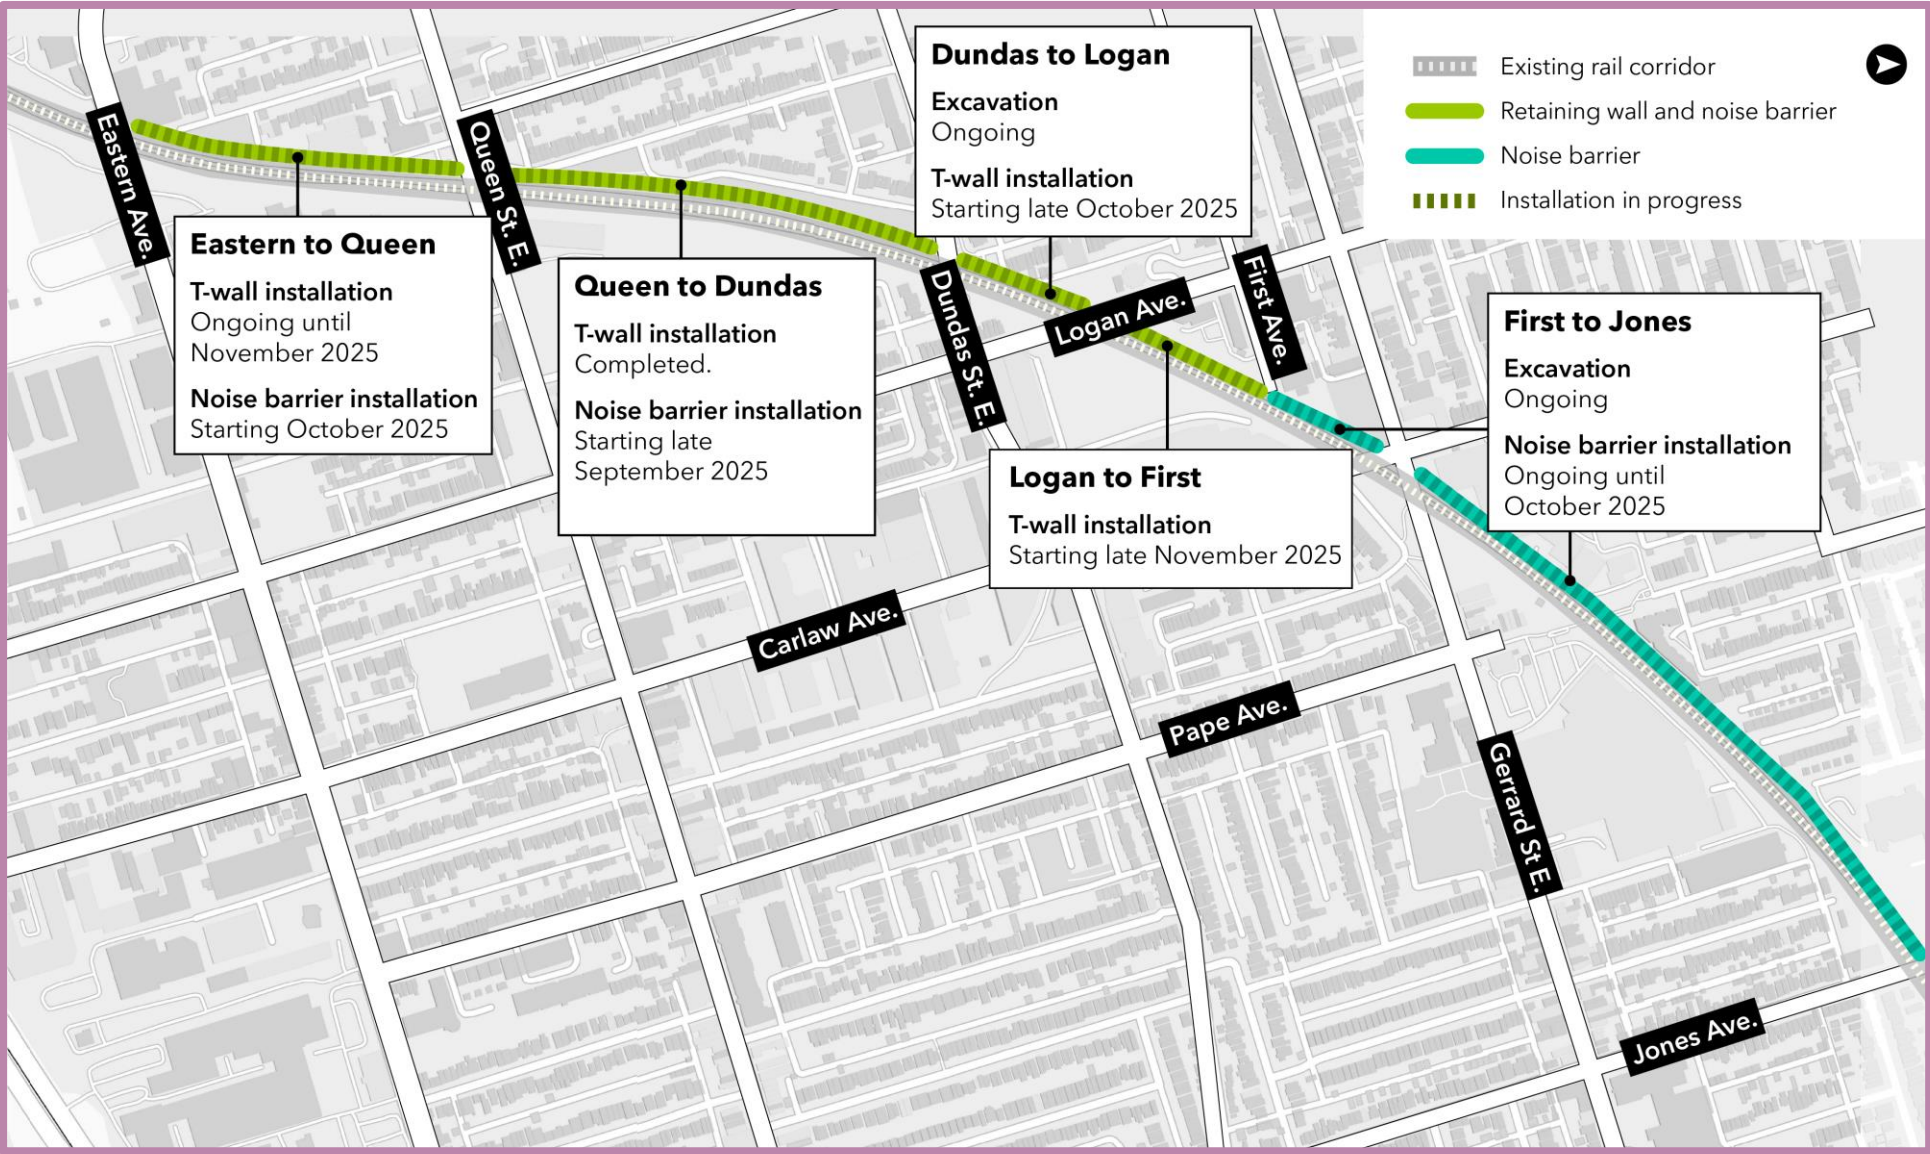 Existing rail corridor
Retaining wall and noise barrier
Noise barrier
Installation in progress
Eastern Ave.
Queen St. E.
Dundas St. E.
Logan Ave.
First Ave.
Carlaw Ave.
Pape Ave.
Gerrard St E.
Jones Ave.
Eastern to Queen
T-wall installation
Ongoing until
November 2025
Noise barrier installation
Starting October 2025
Queen to Dundas
T-wall installation
Completed.
Noise barrier installation
Starting late
September 2025
Dundas to Logan
Excavation
Ongoing
T-wall installation
Starting late October 2025
Logan to First
T-wall installation
Starting late November 2025
First to Jones
Excavation
Ongoing
Noise barrier installation
Ongoing until
October 2025